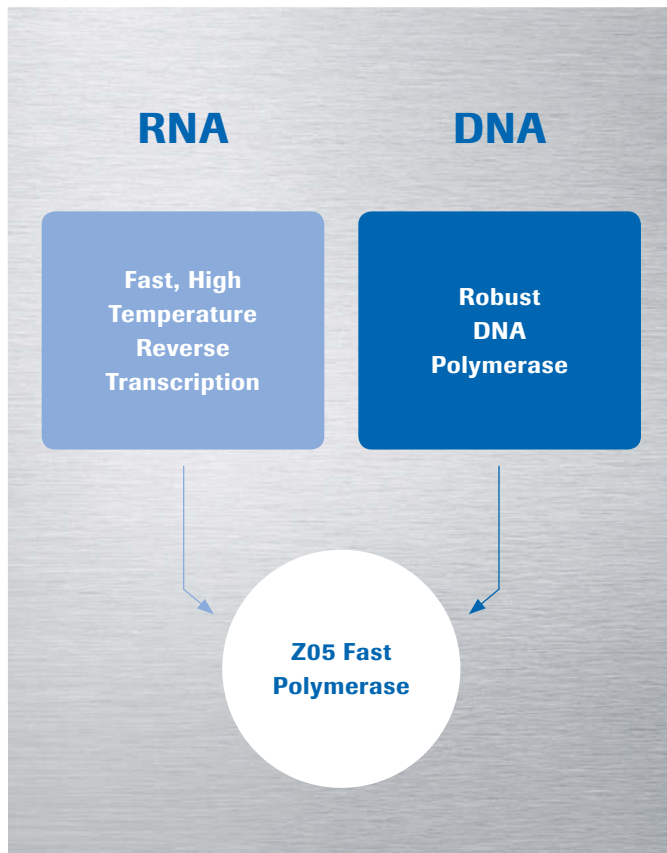 RNA
DNA
Fast, High
Temperature
Reverse
Transcription
Robust
DNA
Polymerase
Z05 Fast
Polymerase